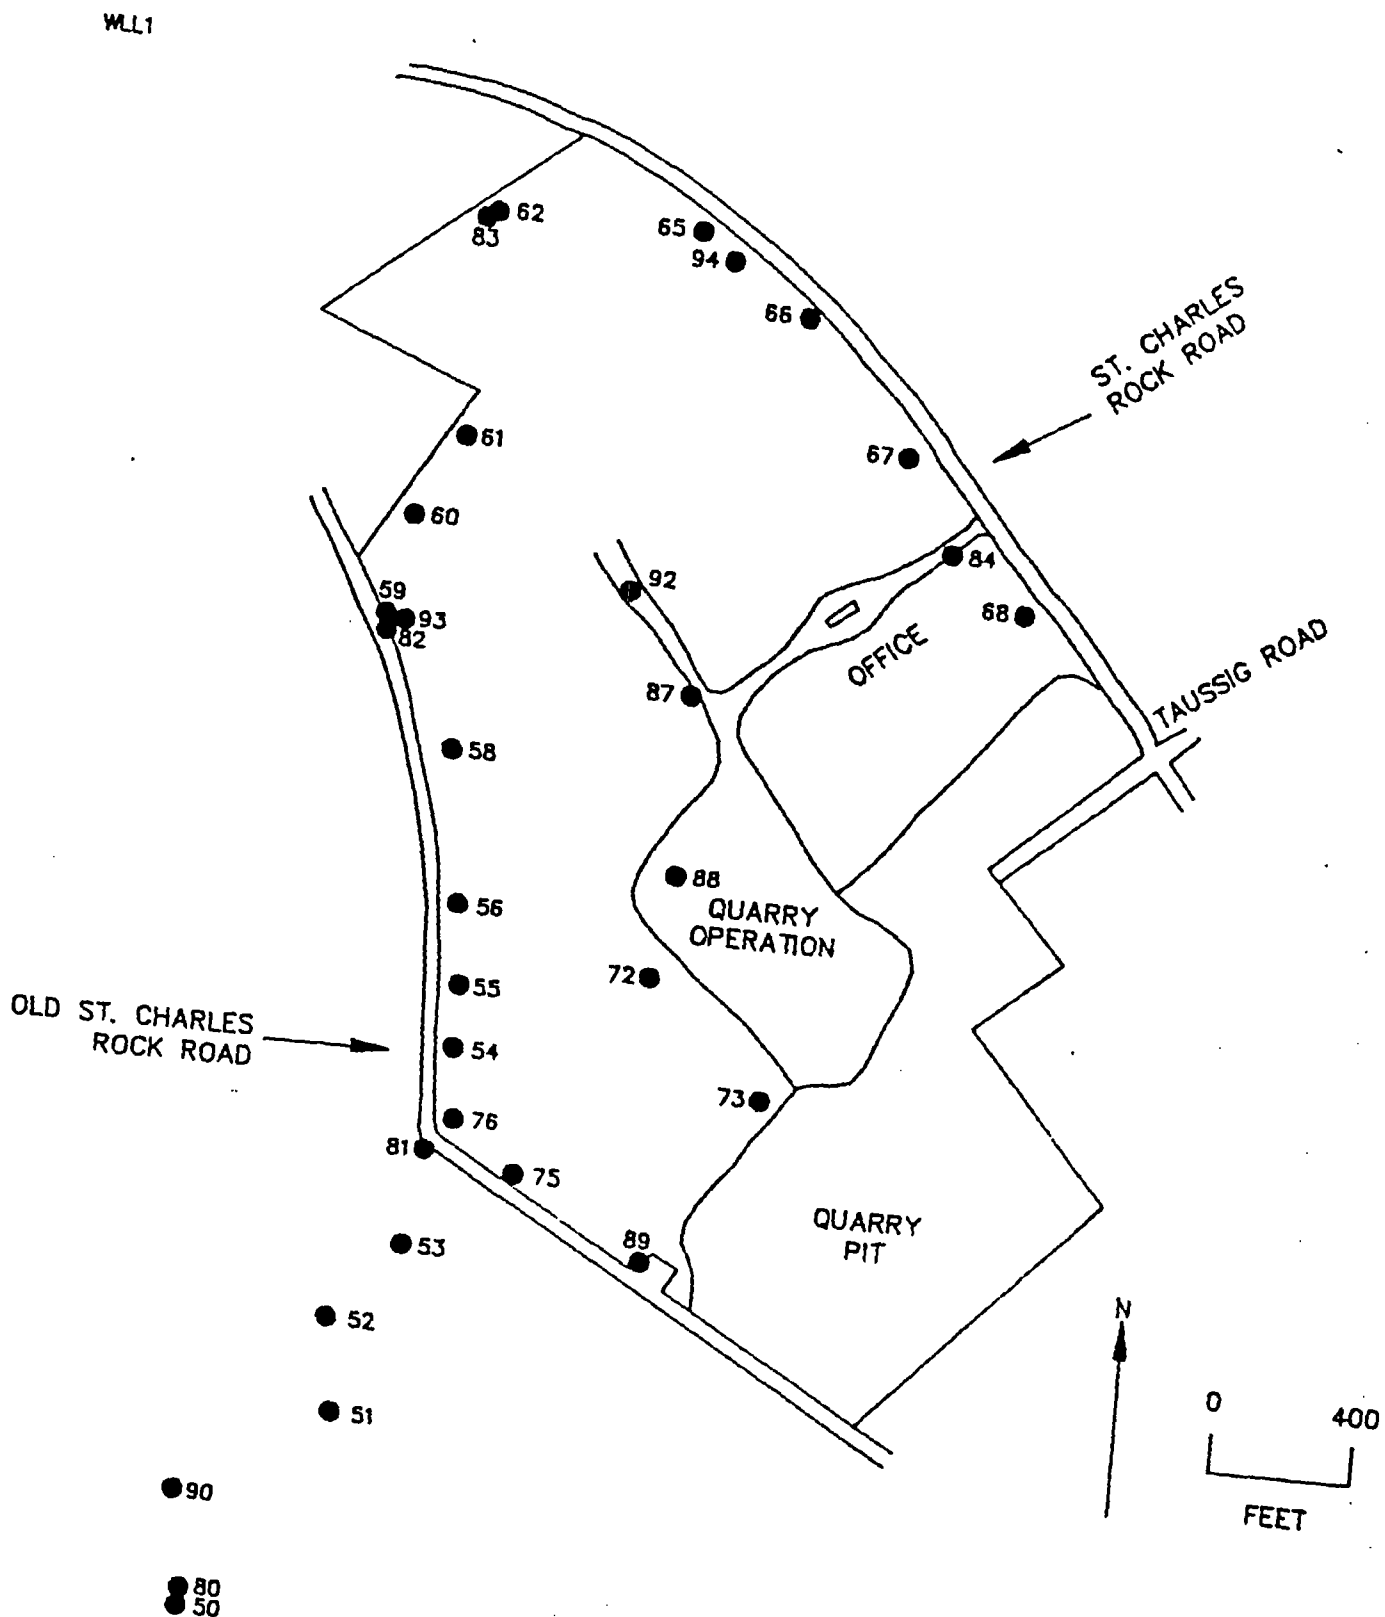 WLL1
62
83
65
94
66
ST. CHARLES
ROCK ROAD
61
67
60
84
92
59
93
82
68
OFFICE
TAUSSIG ROAD
87
58
88
56
QUARRY
OPERATION
72
55
OLD ST. CHARLES
ROCK ROAD
54
73
76
81
75
QUARRY
PIT
89
53
N
52
0
400
51
FEET
90
80
50